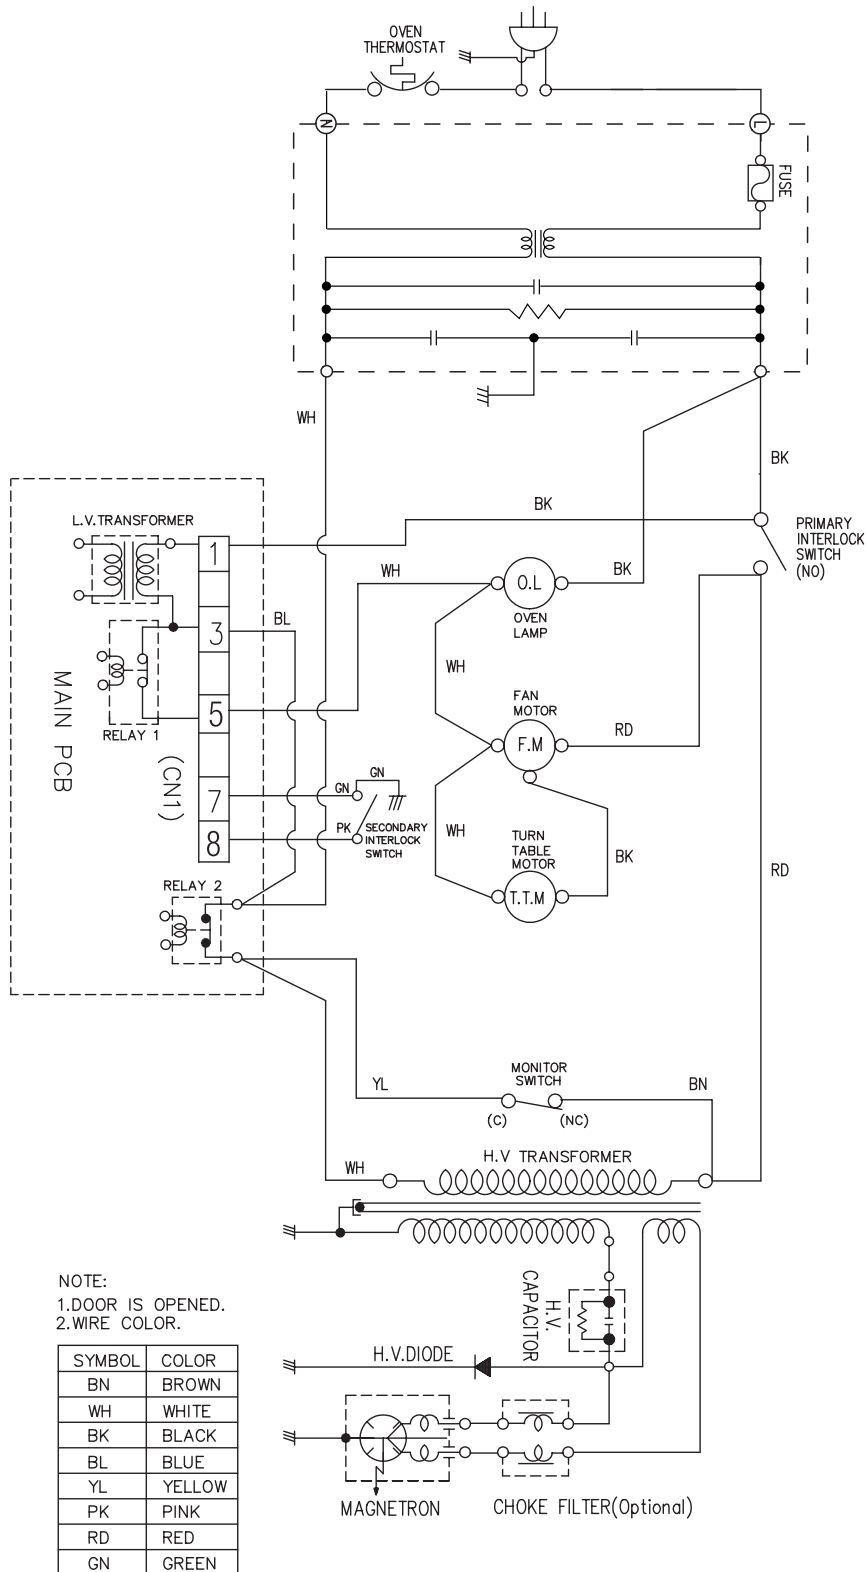 OVEN
THERMOSTAT
N
L
FUSE
WH
BK
BK
PRIMARY
INTERLOCK
SWITCH
(NO)
L.V.TRANSFORMER
1
WH
O.L
BK
OVEN
LAMP
3
BL
WH
MAIN PCB
5
RELAY 1
FAN
MOTOR
F.M
RD
(CN1)
GN
7
GN
8
PK
SECONDARY
INTERLOCK
SWITCH
WH
TURN
TABLE
MOTOR
BK
T.T.M
RD
RELAY 2
YL
MONITOR
SWITCH
BN
(C)
(NC)
H.V TRANSFORMER
WH
H.V.
CAPACITOR
H.V.DIODE
MAGNETRON
CHOKE FILTER(Optional)
NOTE:
1.DOOR IS OPENED.
2.WIRE COLOR.
SYMBOL COLOR
BN BROWN
WH WHITE
BK BLACK
BL BLUE
YL YELLOW
PK PINK
RD RED
GN GREEN